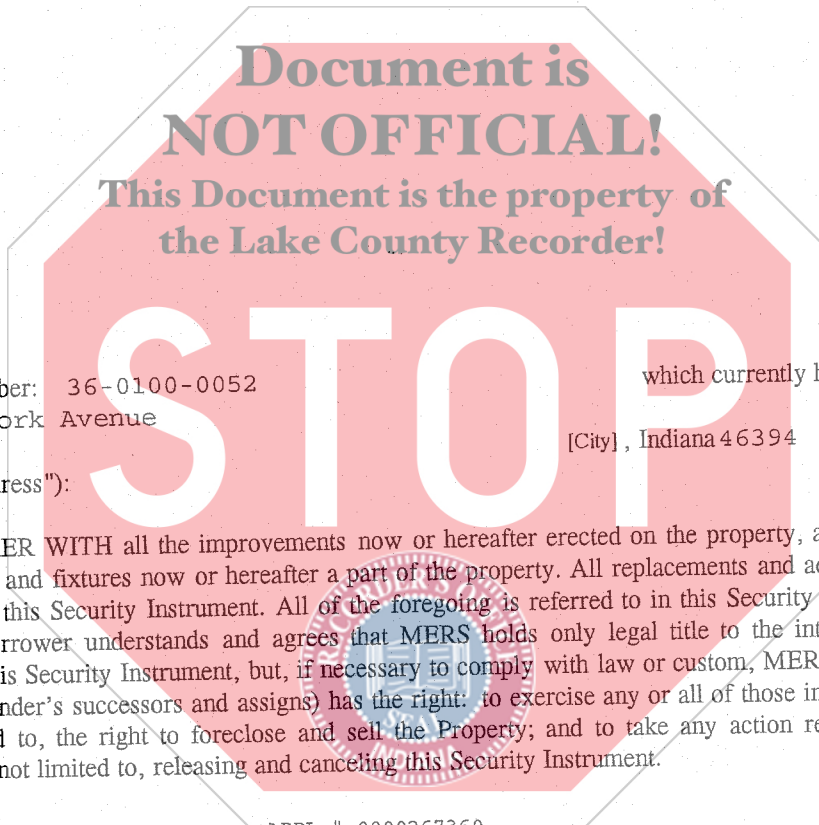 Document is
NOT OFFICIAL!
This Document is the property of
the Lake County Recorder!
STOP
ber: 36-0100-0052 which currently h
ork Avenue
[City] , Indiana 46394
ress"):
ER WITH all the improvements now or hereafter erected on the property, a
and fixtures now or hereafter a part of the property. All replacements and ad
this Security Instrument. All of the foregoing is referred to in this Security
rrower understands and agrees that MERS holds only legal title to the int
is Security Instrument, but, if necessary to comply with law or custom, MER
nder's successors and assigns) has the right: to exercise any or all of those in
d to, the right to foreclose and sell the Property; and to take any action re
not limited to, releasing and canceling this Security Instrument.
RECORDER'S OFFICE
SEAL
INDIANA